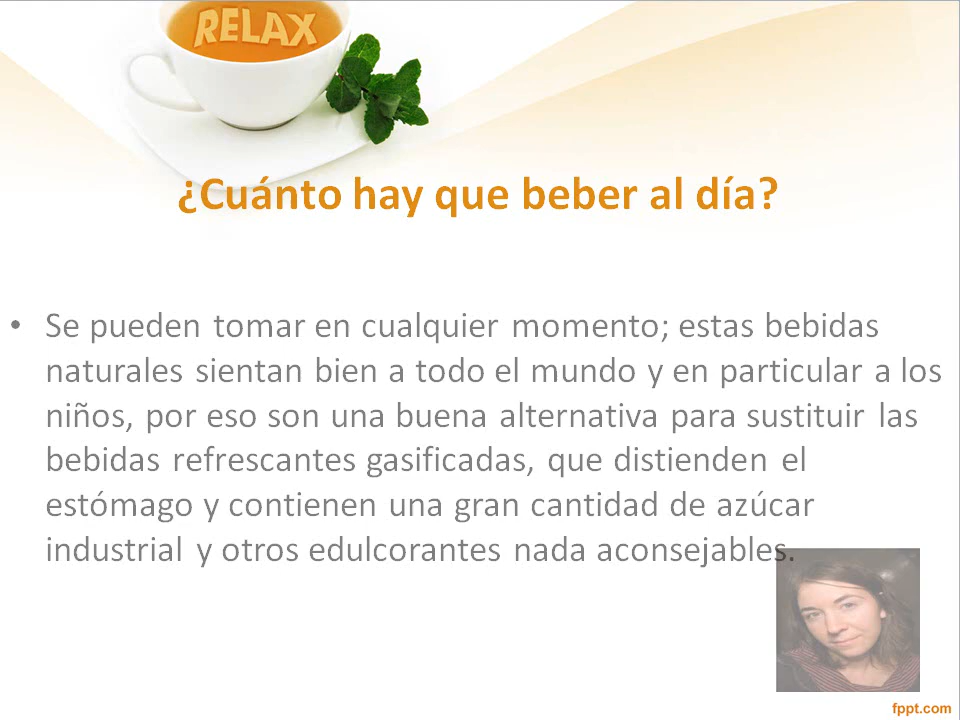 RELAX
¿Cuánto hay que beber al día?
• Se pueden tomar en cualquier momento; estas bebidas
naturales sientan bien a todo el mundo y en particular a los
niños, por eso son una buena alternativa para sustituir las
bebidas refrescantes gasificadas, que distienden el
estómago y contienen una gran cantidad de azúcar
industrial y otros edulcorantes nada aconsejables.
fppt.com